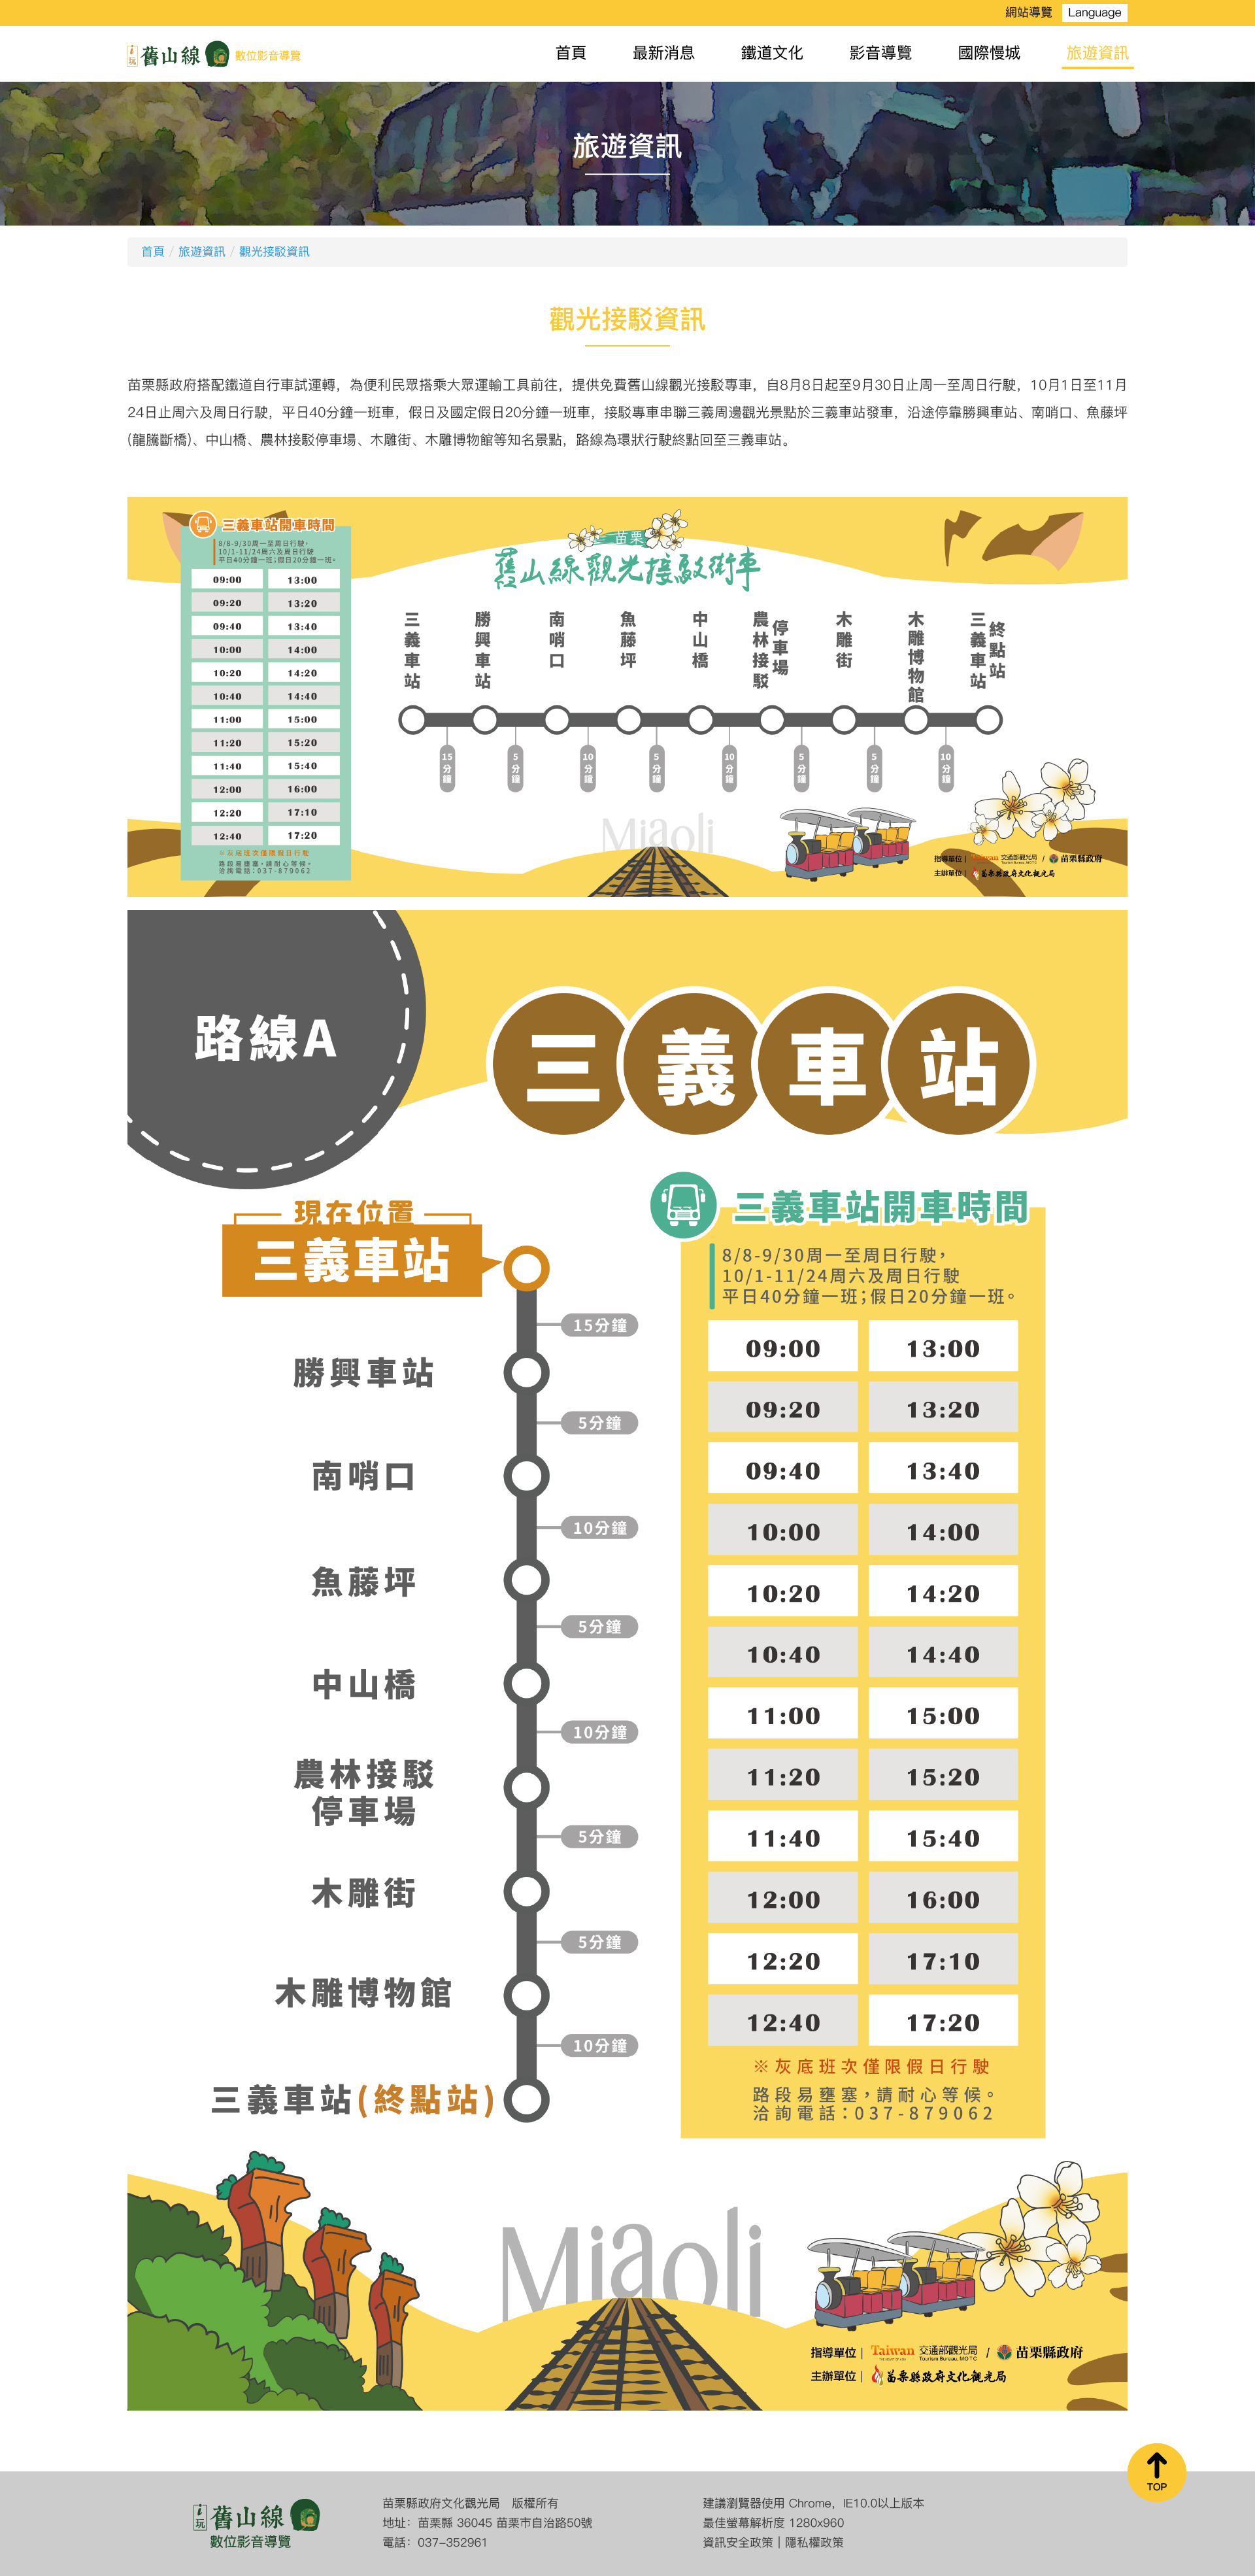 網站導覽 Language
玩 舊山線 數位影音導覽
首頁 最新消息 鐵道文化 影音導覽 國際慢城 旅遊資訊
旅遊資訊
首頁 / 旅遊資訊 / 觀光接駁資訊
觀光接駁資訊
苗栗縣政府搭配鐵道自行車試運轉，為便利民眾搭乘大眾運輸工具前往，提供免費舊山線觀光接駁專車，自8月8日起至9月30日止周一至周日行駛，10月1日至11月
24日止周六及周日行駛，平日40分鐘一班車，假日及國定假日20分鐘一班車，接駁專車串聯三義周邊觀光景點於三義車站發車，沿途停靠勝興車站、南哨口、魚藤坪
(龍騰斷橋)、中山橋、農林接駁停車場、木雕街、木雕博物館等知名景點，路線為環狀行駛終點回至三義車站。
三義車站開車時間
8/8-9/30周一至周日行駛，
10/1-11/24周六及周日行駛
平日40分鐘一班；假日20分鐘一班。
09:00 13:00
09:20 13:20
09:40 13:40
10:00 14:00
10:20 14:20
10:40 14:40
11:00 15:00
11:20 15:20
11:40 15:40
12:00 16:00
12:20 17:10
12:40 17:20
※灰底班次僅限假日行駛
路段易壅塞，請耐心等候。
洽詢電話：037-879062
苗栗
舊山線觀光接駁街車
三義車站
勝興車站
南哨口
魚藤坪
中山橋
農林接駁
停車場
木雕街
木雕博物館
三義車站
終點站
15分鐘
5分鐘
10分鐘
5分鐘
10分鐘
5分鐘
5分鐘
10分鐘
Miaoli
指導單位｜Taiwan 交通部觀光局 Tourism Bureau, MOTC / 苗栗縣政府
主辦單位｜苗栗縣政府文化觀光局
路線A
三義車站
現在位置
三義車站
15分鐘
勝興車站
5分鐘
南哨口
10分鐘
魚藤坪
5分鐘
中山橋
10分鐘
農林接駁
停車場
5分鐘
木雕街
5分鐘
木雕博物館
10分鐘
三義車站(終點站)
三義車站開車時間
8/8-9/30周一至周日行駛，
10/1-11/24周六及周日行駛
平日40分鐘一班；假日20分鐘一班。
09:00 13:00
09:20 13:20
09:40 13:40
10:00 14:00
10:20 14:20
10:40 14:40
11:00 15:00
11:20 15:20
11:40 15:40
12:00 16:00
12:20 17:10
12:40 17:20
※灰底班次僅限假日行駛
路段易壅塞，請耐心等候。
洽詢電話：037-879062
Miaoli
指導單位｜Taiwan 交通部觀光局 Tourism Bureau, MOTC / 苗栗縣政府
主辦單位｜苗栗縣政府文化觀光局
TOP
玩 舊山線
數位影音導覽
苗栗縣政府文化觀光局 版權所有
地址：苗栗縣 36045 苗栗市自治路50號
電話：037-352961
建議瀏覽器使用 Chrome，IE10.0以上版本
最佳螢幕解析度 1280x960
資訊安全政策 | 隱私權政策